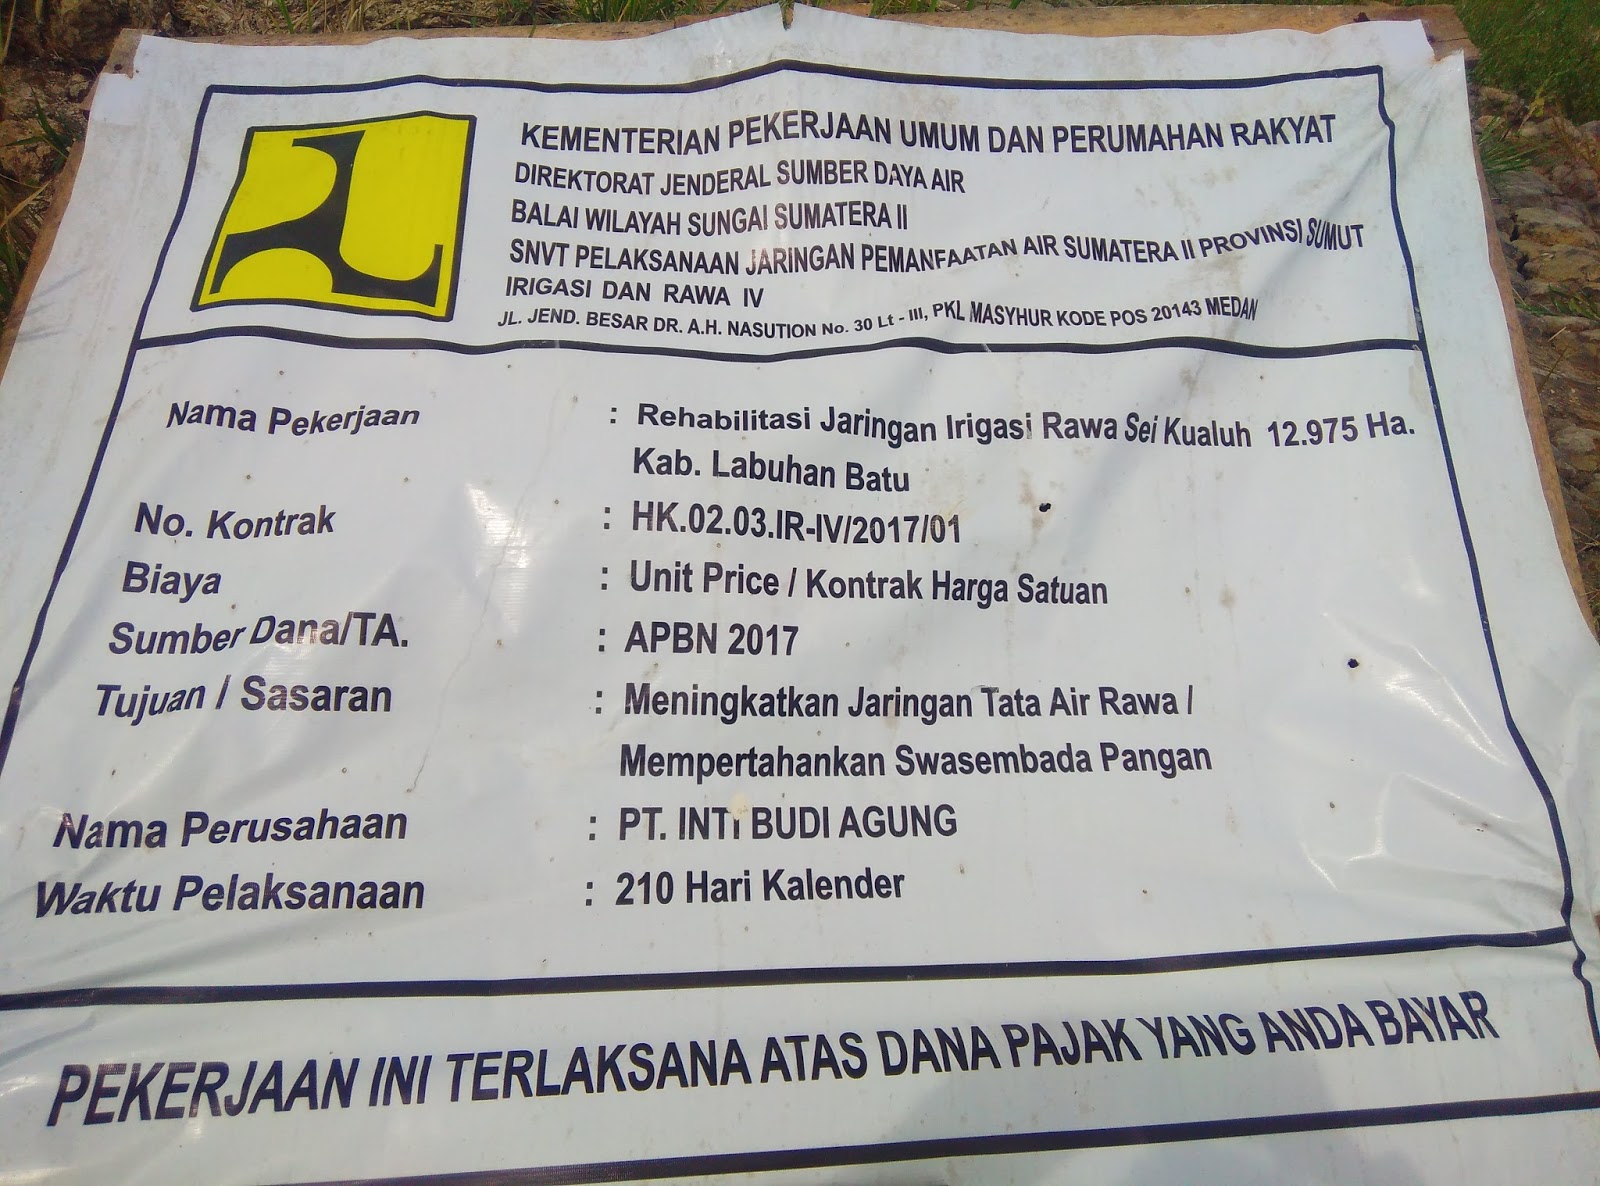 KEMENTERIAN PEKERJAAN UMUM DAN PERUMAHAN RAKYAT
DIREKTORAT JENDERAL SUMBER DAYA AIR
BALAI WILAYAH SUNGAI SUMATERA II
SNVT PELAKSANAAN JARINGAN PEMANFAATAN AIR SUMATERA II PROVINSI SUMUT
IRIGASI DAN RAWA IV
JL. JEND. BESAR DR. A.H. NASUTION No. 30 Lt - III, PKL MASYHUR KODE POS 20143 MEDAN
Nama Pekerjaan : Rehabilitasi Jaringan Irigasi Rawa Sei Kualuh 12.975 Ha.
Kab. Labuhan Batu
No. Kontrak : HK.02.03.IR-IV/2017/01
Biaya : Unit Price / Kontrak Harga Satuan
Sumber Dana/TA. : APBN 2017
Tujuan / Sasaran : Meningkatkan Jaringan Tata Air Rawa /
Mempertahankan Swasembada Pangan
Nama Perusahaan : PT. INTI BUDI AGUNG
Waktu Pelaksanaan : 210 Hari Kalender
PEKERJAAN INI TERLAKSANA ATAS DANA PAJAK YANG ANDA BAYAR